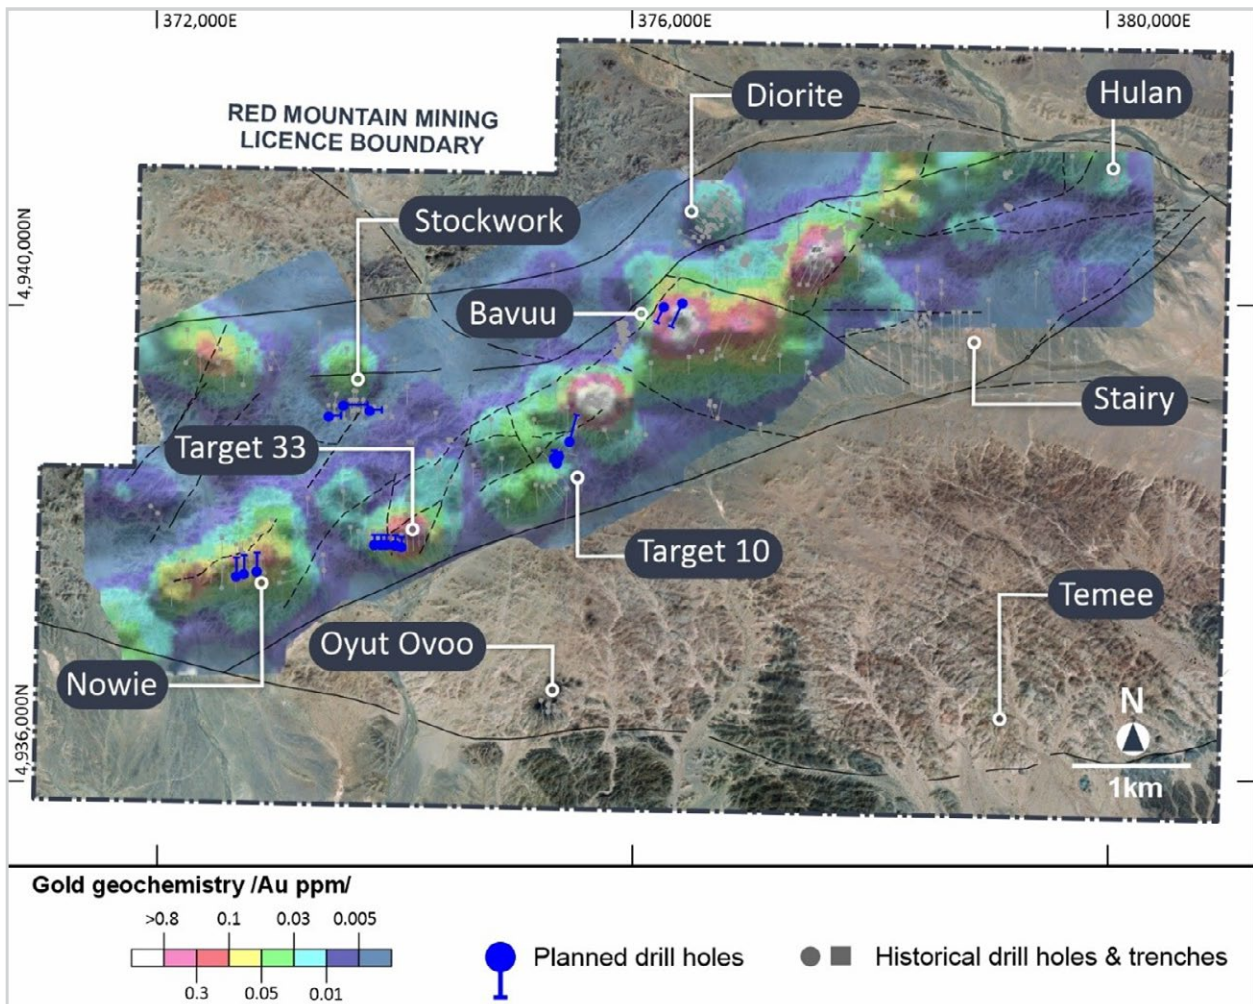 372,000E
376,000E
380,000E
RED MOUNTAIN MINING
LICENCE BOUNDARY
Diorite
Hulan
Stockwork
4,940,000N
Bavuu
Stairy
Target 33
Target 10
Temee
Oyut Ovoo
Nowie
4,936,000N
N
1km
Gold geochemistry /Au ppm/
>0.8 0.1 0.03 0.005
0.3 0.05 0.01
Planned drill holes
Historical drill holes & trenches